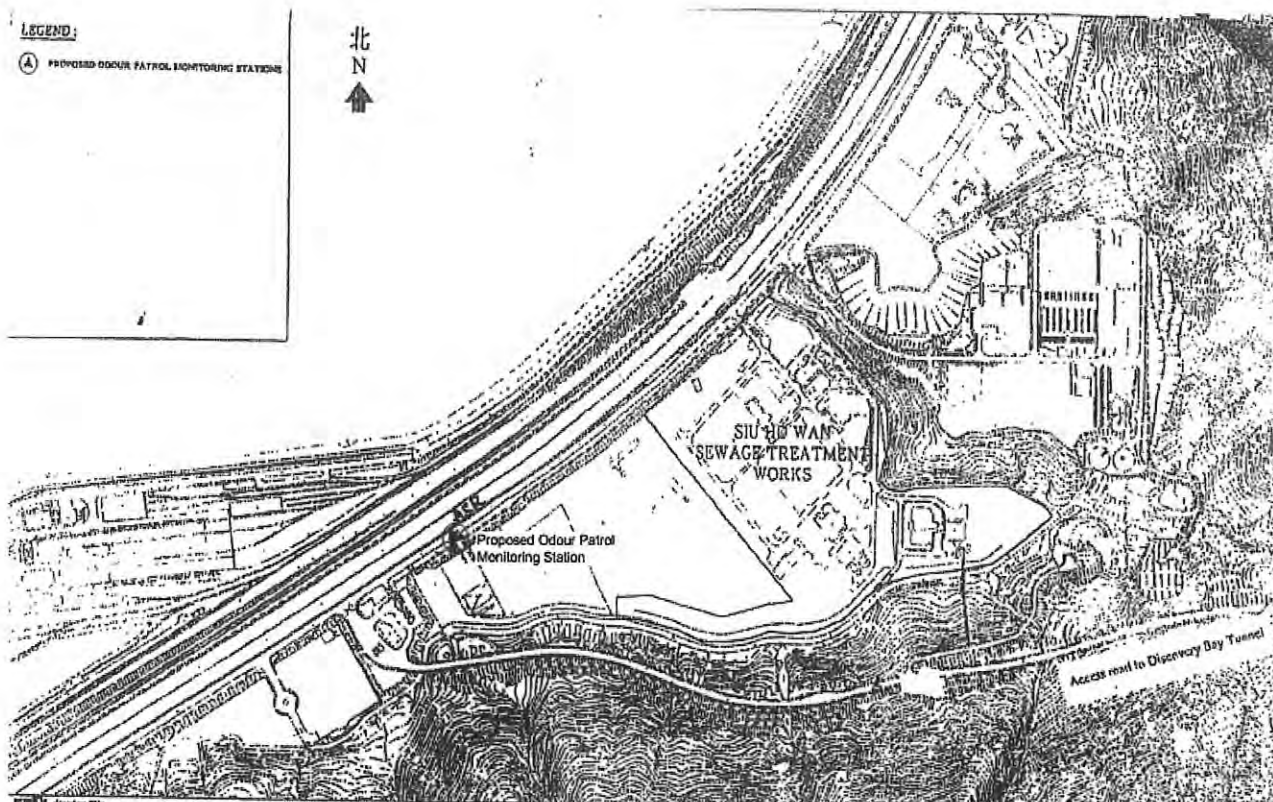 LEGEND:
A PROPOSED ODOUR PATROL MONITORING STATIONS
北
N
SIU HO WAN
SEWAGE TREATMENT
WORKS
Proposed Odour Patrol
Monitoring Station
Access road to Discovery Bay Tunnel